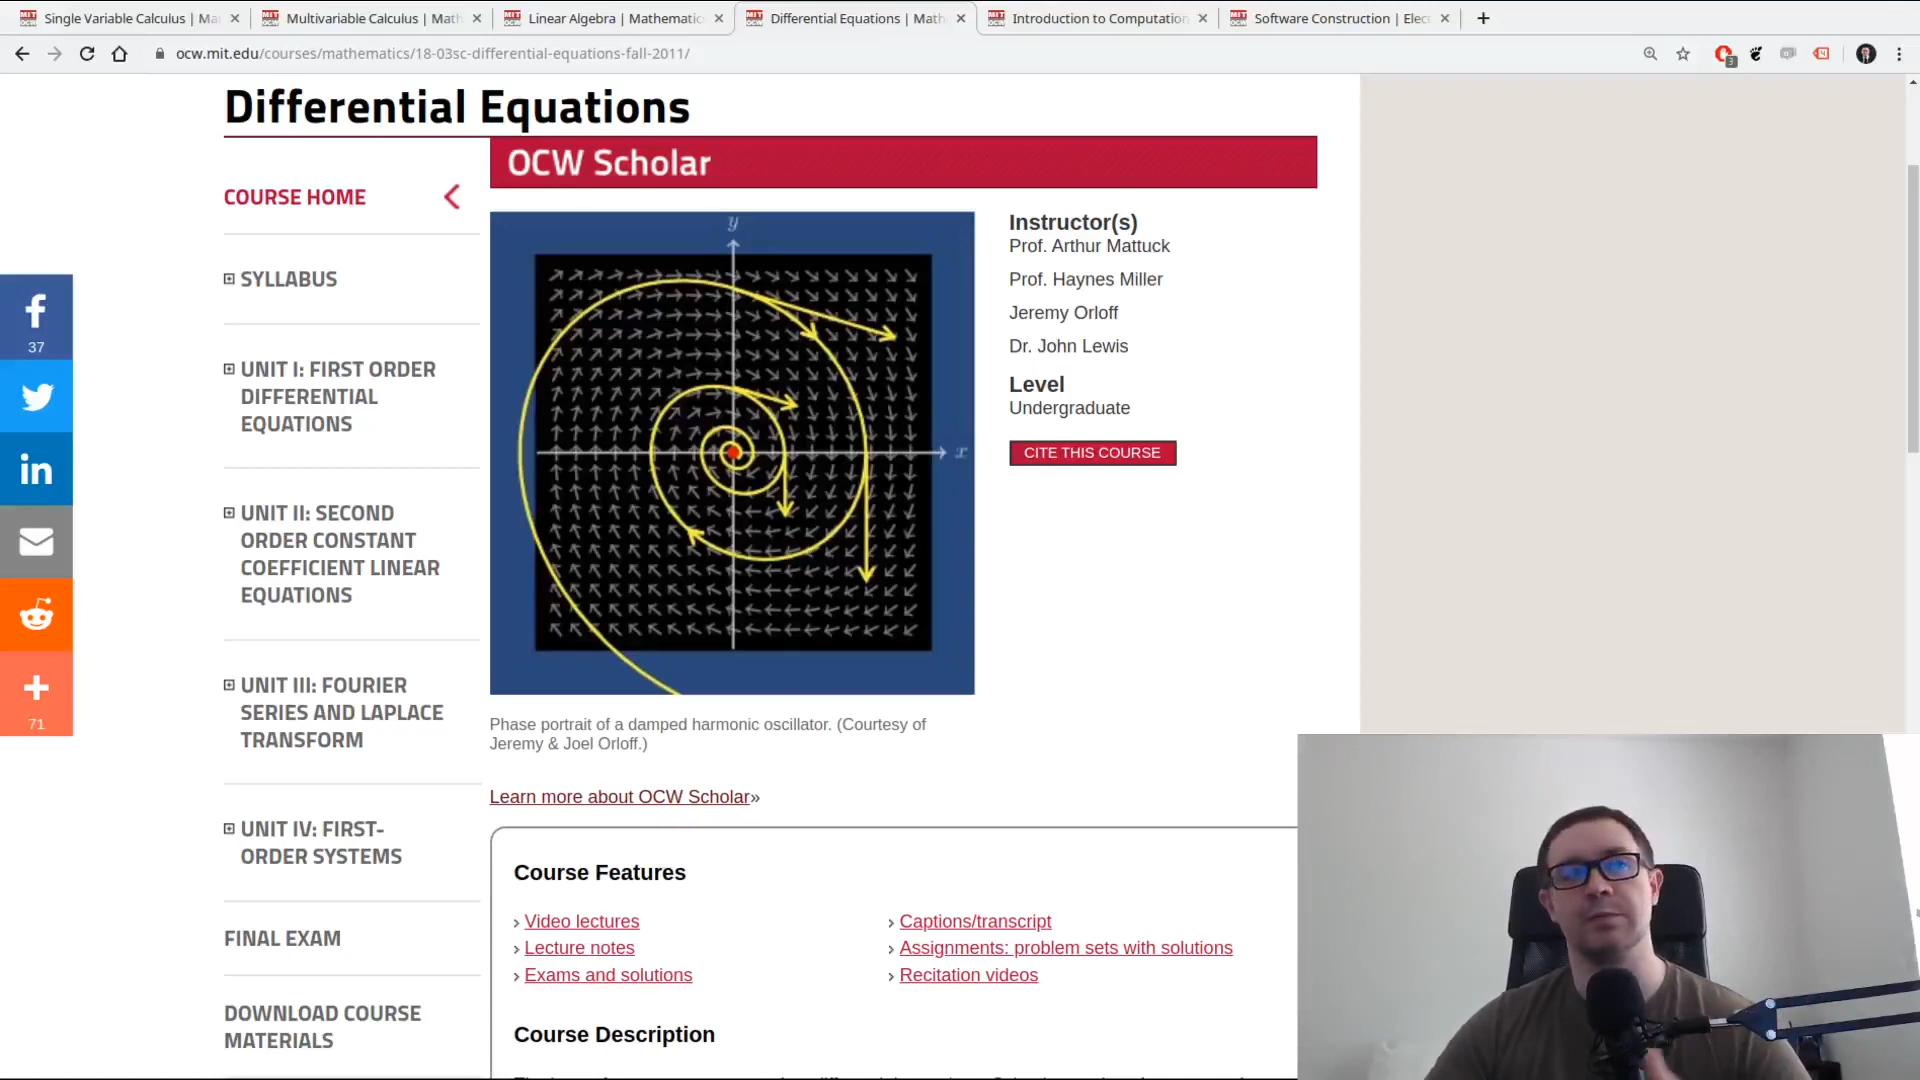 Single Variable Calculus | Ma
Multivariable Calculus | Math
Linear Algebra | Mathematic
Differential Equations | Math
Introduction to Computation
Software Construction | Elec
ocw.mit.edu/courses/mathematics/18-03sc-differential-equations-fall-2011/
3
Differential Equations
OCW Scholar
COURSE HOME
SYLLABUS
UNIT I: FIRST ORDER
DIFFERENTIAL
EQUATIONS
UNIT II: SECOND
ORDER CONSTANT
COEFFICIENT LINEAR
EQUATIONS
UNIT III: FOURIER
SERIES AND LAPLACE
TRANSFORM
UNIT IV: FIRST-
ORDER SYSTEMS
FINAL EXAM
DOWNLOAD COURSE
MATERIALS
37
71
y
x
Instructor(s)
Prof. Arthur Mattuck
Prof. Haynes Miller
Jeremy Orloff
Dr. John Lewis
Level
Undergraduate
CITE THIS COURSE
Phase portrait of a damped harmonic oscillator. (Courtesy of
Jeremy & Joel Orloff.)
Learn more about OCW Scholar»
Course Features
Video lectures
Lecture notes
Exams and solutions
Captions/transcript
Assignments: problem sets with solutions
Recitation videos
Course Description